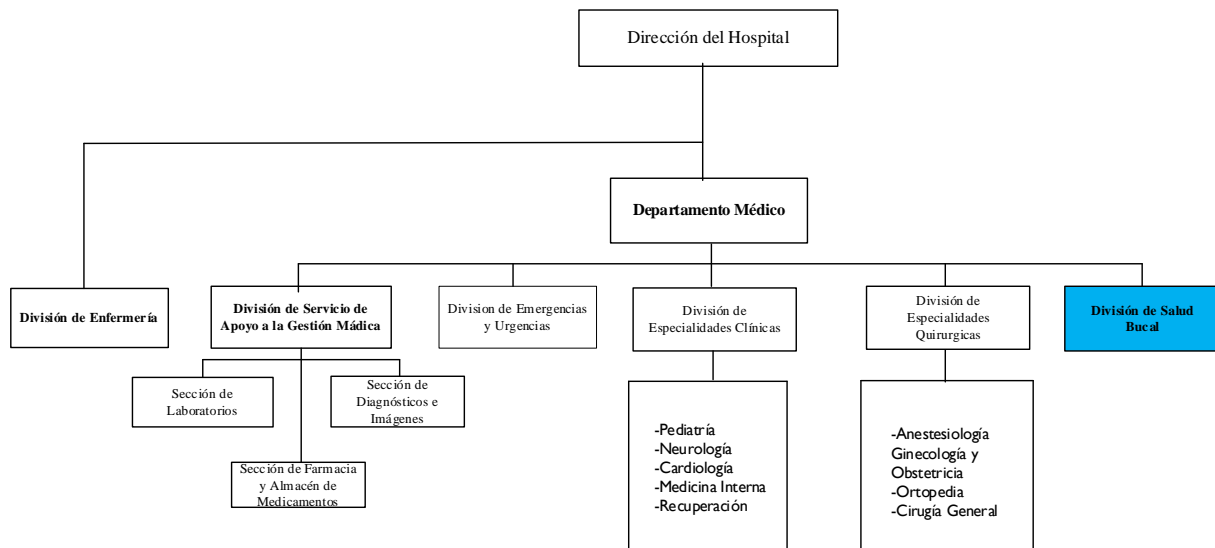 Dirección del Hospital
Departamento Médico
División de Enfermería
División de Servicio de
Apoyo a la Gestión Mádica
Division de Emergencias
y Urgencias
División de
Especialidades Clínicas
División de
Especialidades
Quirurgicas
División de Salud
Bucal
Sección de
Laboratorios
Sección de
Diagnósticos e
Imágenes
Sección de Farmacia
y Almacén de
Medicamentos
-Pediatría
-Neurología
-Cardiología
-Medicina Interna
-Recuperación
-Anestesiología
Ginecología y
Obstetricia
-Ortopedia
-Cirugía General